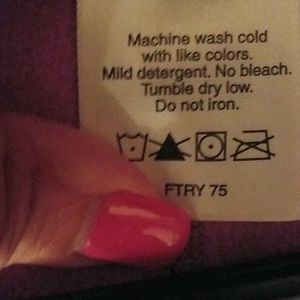 Machine wash cold
with like colors.
Mild detergent. No bleach.
Tumble dry low.
Do not iron.
FTRY 75